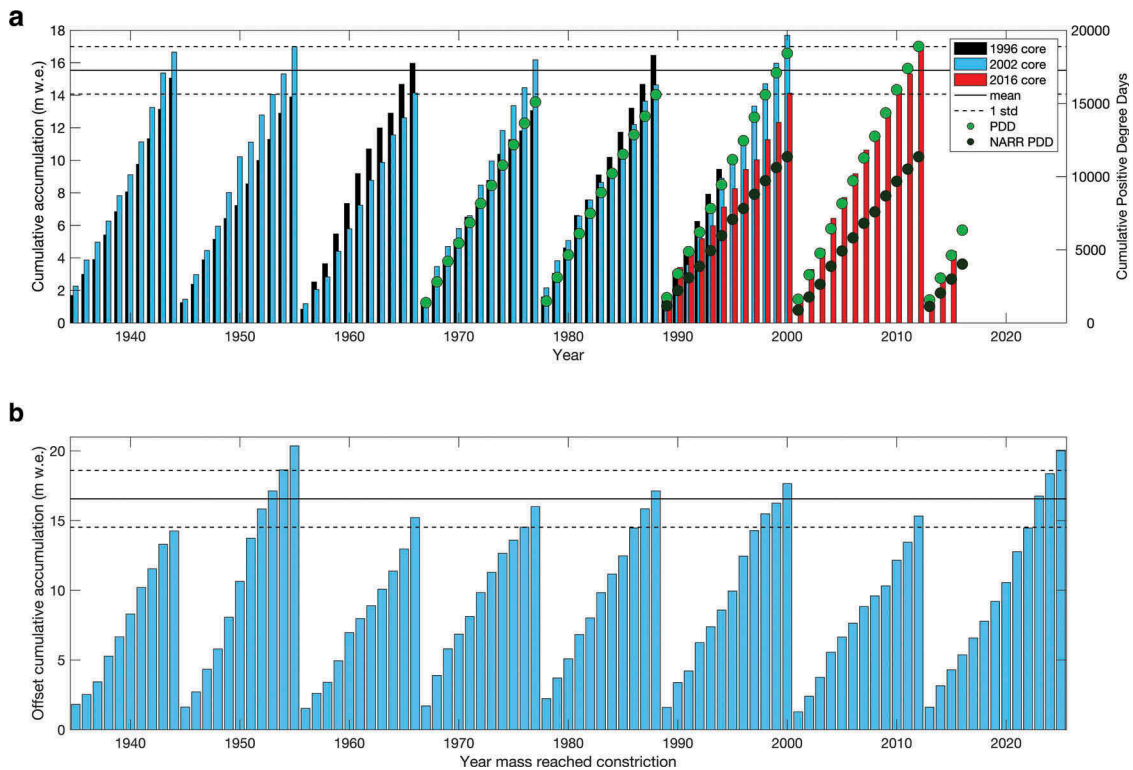 a
Cumulative accumulation (m w.e.)
18
16
14
12
10
8
6
4
2
0
20000
15000
10000
5000
0
Cumulative Positive Degree Days
1996 core
2002 core
2016 core
mean
1 std
PDD
NARR PDD
1940 1950 1960 1970 1980 1990 2000 2010 2020
Year
b
Offset cumulative accumulation (m w.e.)
20
15
10
5
0
1940 1950 1960 1970 1980 1990 2000 2010 2020
Year mass reached constriction